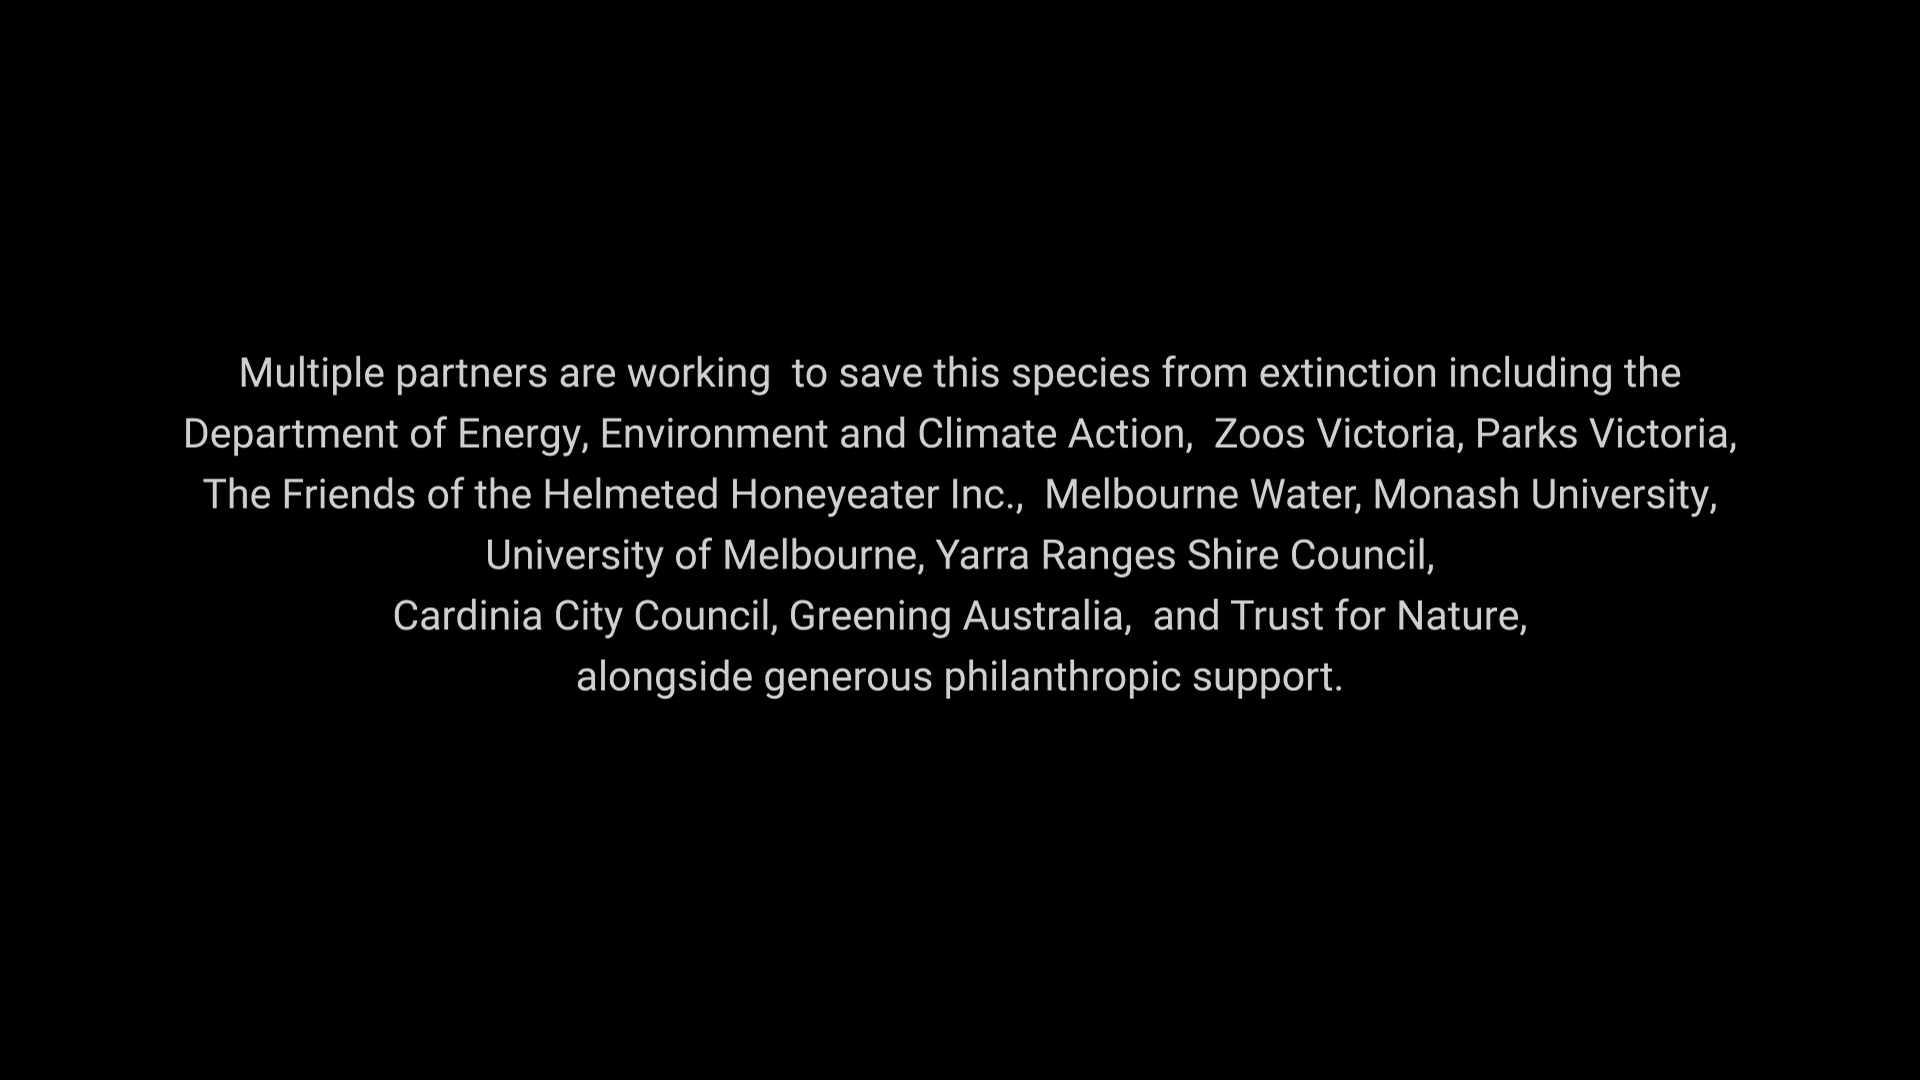 Multiple partners are working  to save this species from extinction including the
Department of Energy, Environment and Climate Action,  Zoos Victoria, Parks Victoria,
The Friends of the Helmeted Honeyeater Inc.,  Melbourne Water, Monash University,
University of Melbourne, Yarra Ranges Shire Council,
Cardinia City Council, Greening Australia,  and Trust for Nature,
alongside generous philanthropic support.